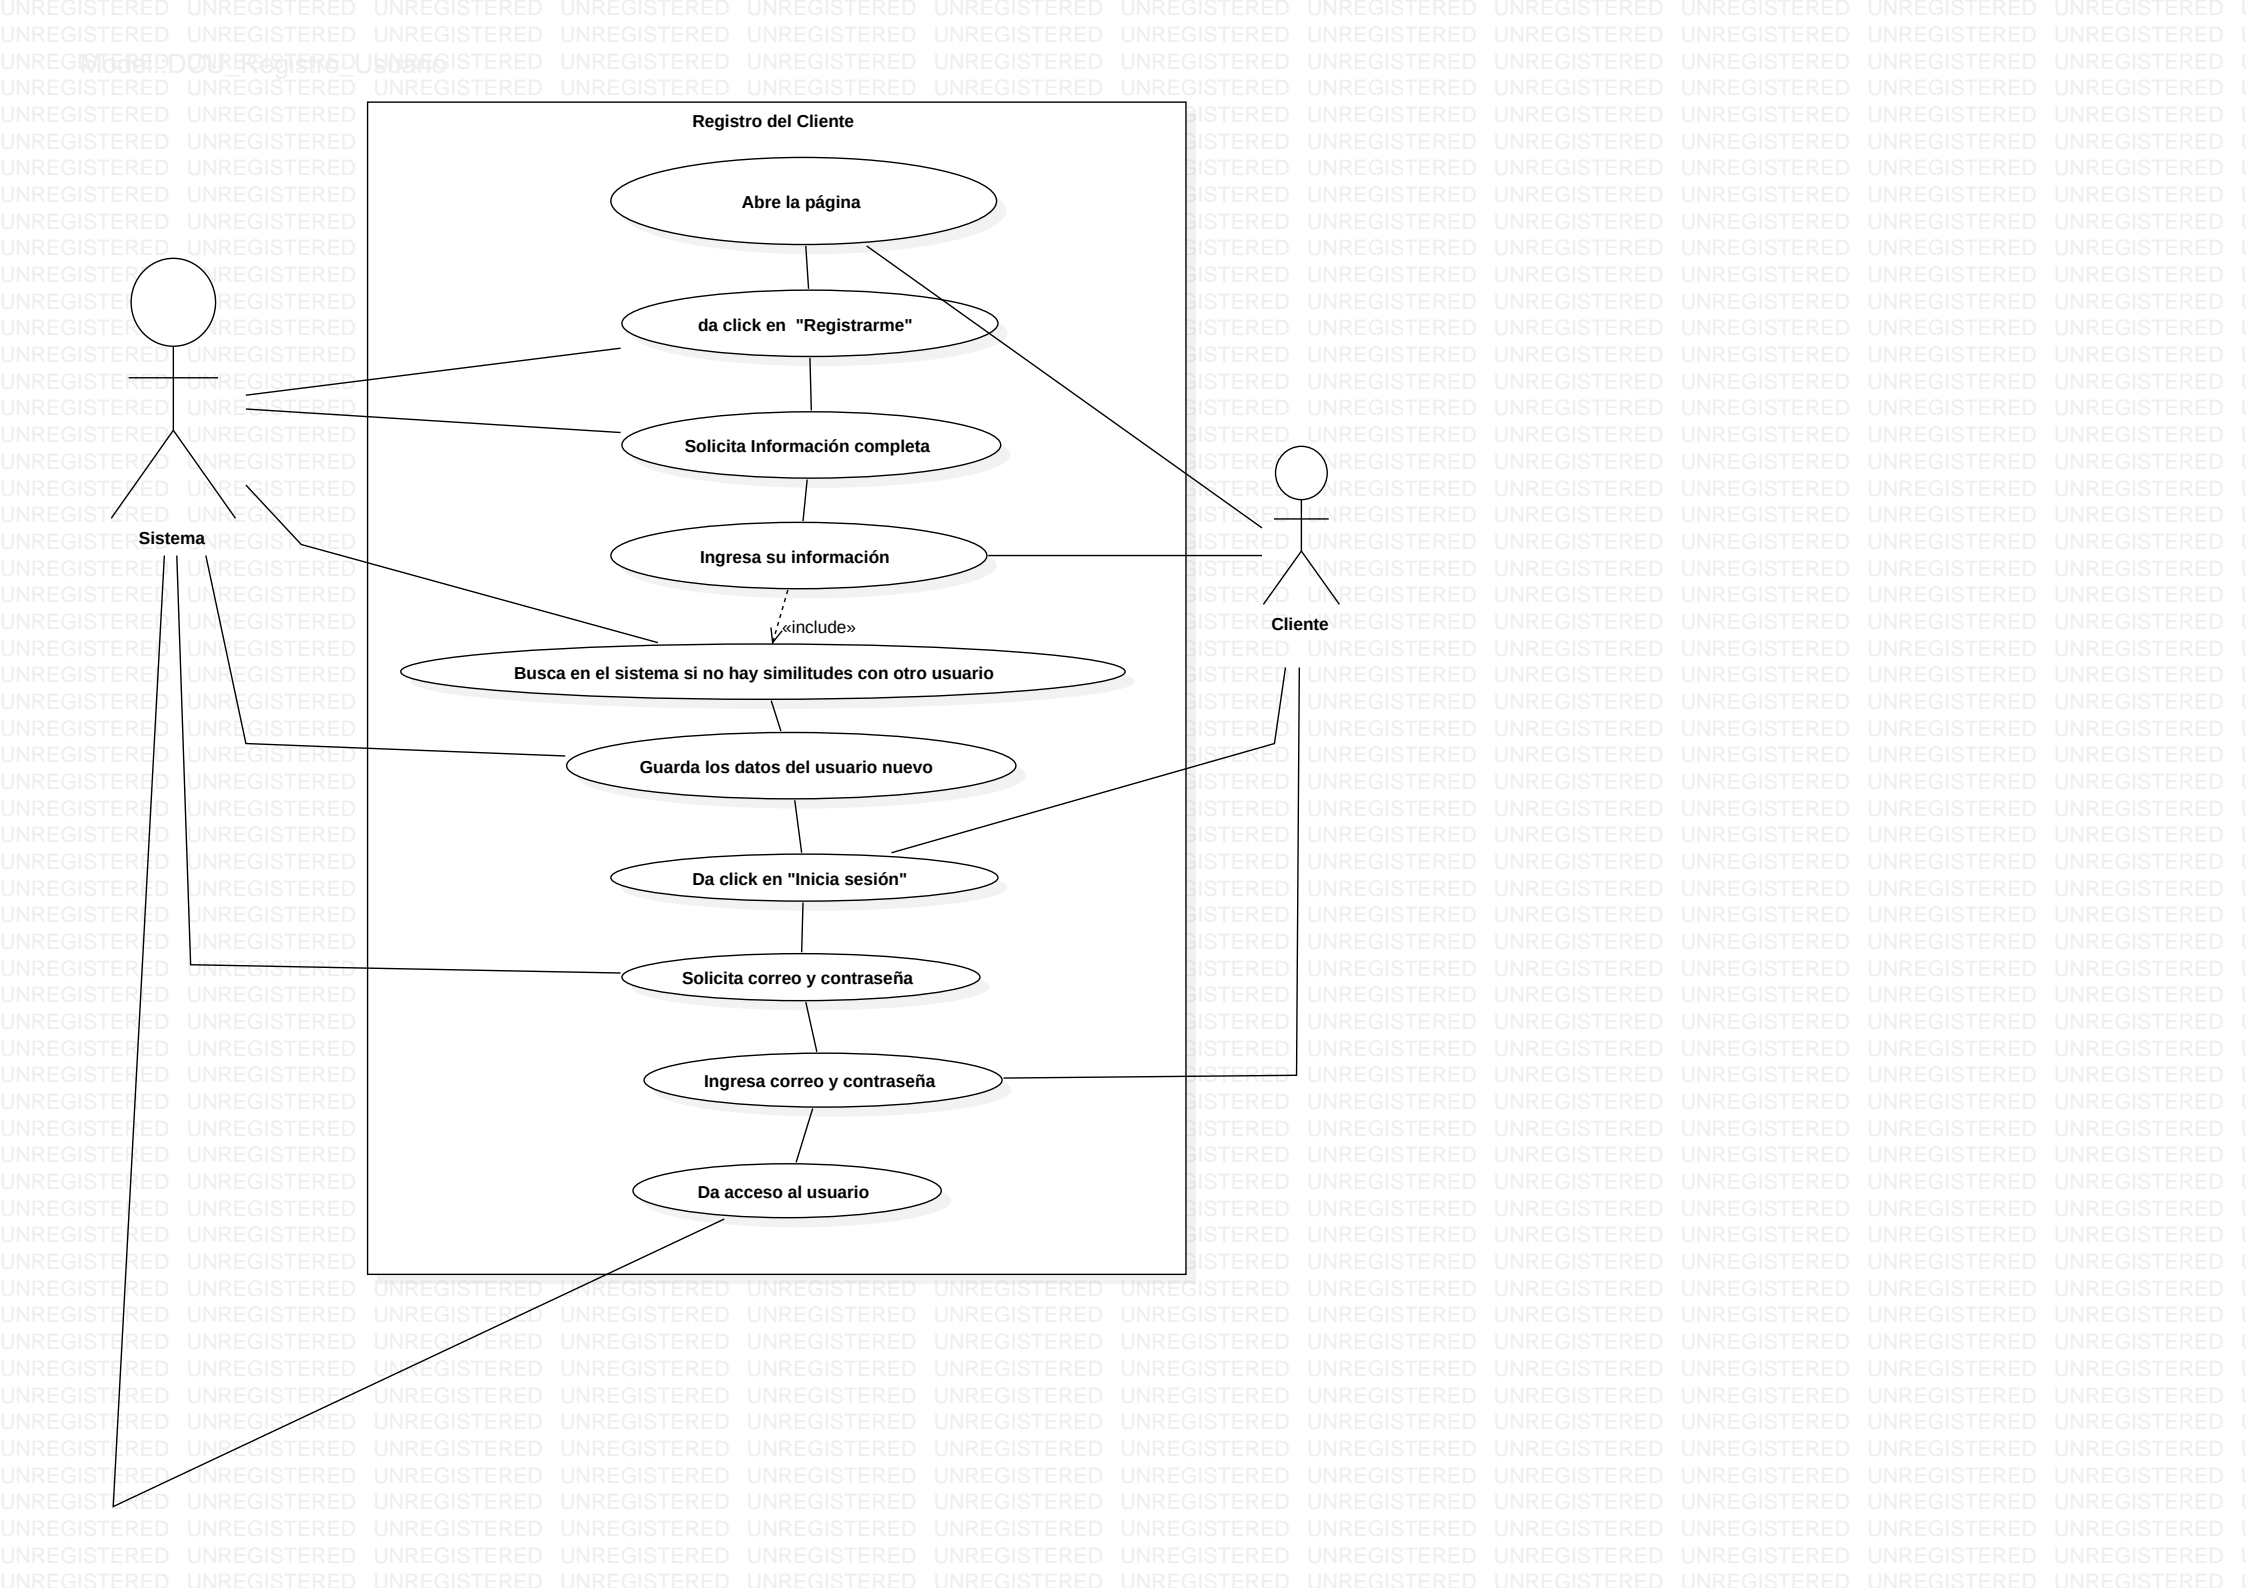 Model::DCU_Registro_Usuario
Registro del Cliente
Abre la página
da click en  "Registrarme"
Solicita Información completa
Sistema
Ingresa su información
Cliente
«include»
Busca en el sistema si no hay similitudes con otro usuario
Guarda los datos del usuario nuevo
Da click en "Inicia sesión"
Solicita correo y contraseña
Ingresa correo y contraseña
Da acceso al usuario
UNREGISTERED